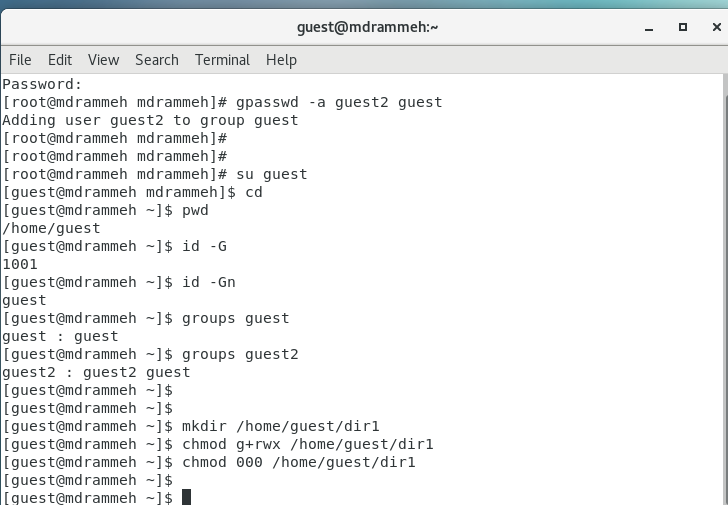 guest@mdrammeh:~
File Edit View Search Terminal Help
Password:
[root@mdrammeh mdrammeh]# gpasswd -a guest2 guest
Adding user guest2 to group guest
[root@mdrammeh mdrammeh]#
[root@mdrammeh mdrammeh]#
[root@mdrammeh mdrammeh]# su guest
[guest@mdrammeh mdrammeh]$ cd
[guest@mdrammeh ~]$ pwd
/home/guest
[guest@mdrammeh ~]$ id -G
1001
[guest@mdrammeh ~]$ id -Gn
guest
[guest@mdrammeh ~]$ groups guest
guest : guest
[guest@mdrammeh ~]$ groups guest2
guest2 : guest2 guest
[guest@mdrammeh ~]$
[guest@mdrammeh ~]$
[guest@mdrammeh ~]$ mkdir /home/guest/dir1
[guest@mdrammeh ~]$ chmod g+rwx /home/guest/dir1
[guest@mdrammeh ~]$ chmod 000 /home/guest/dir1
[guest@mdrammeh ~]$
[guest@mdrammeh ~]$